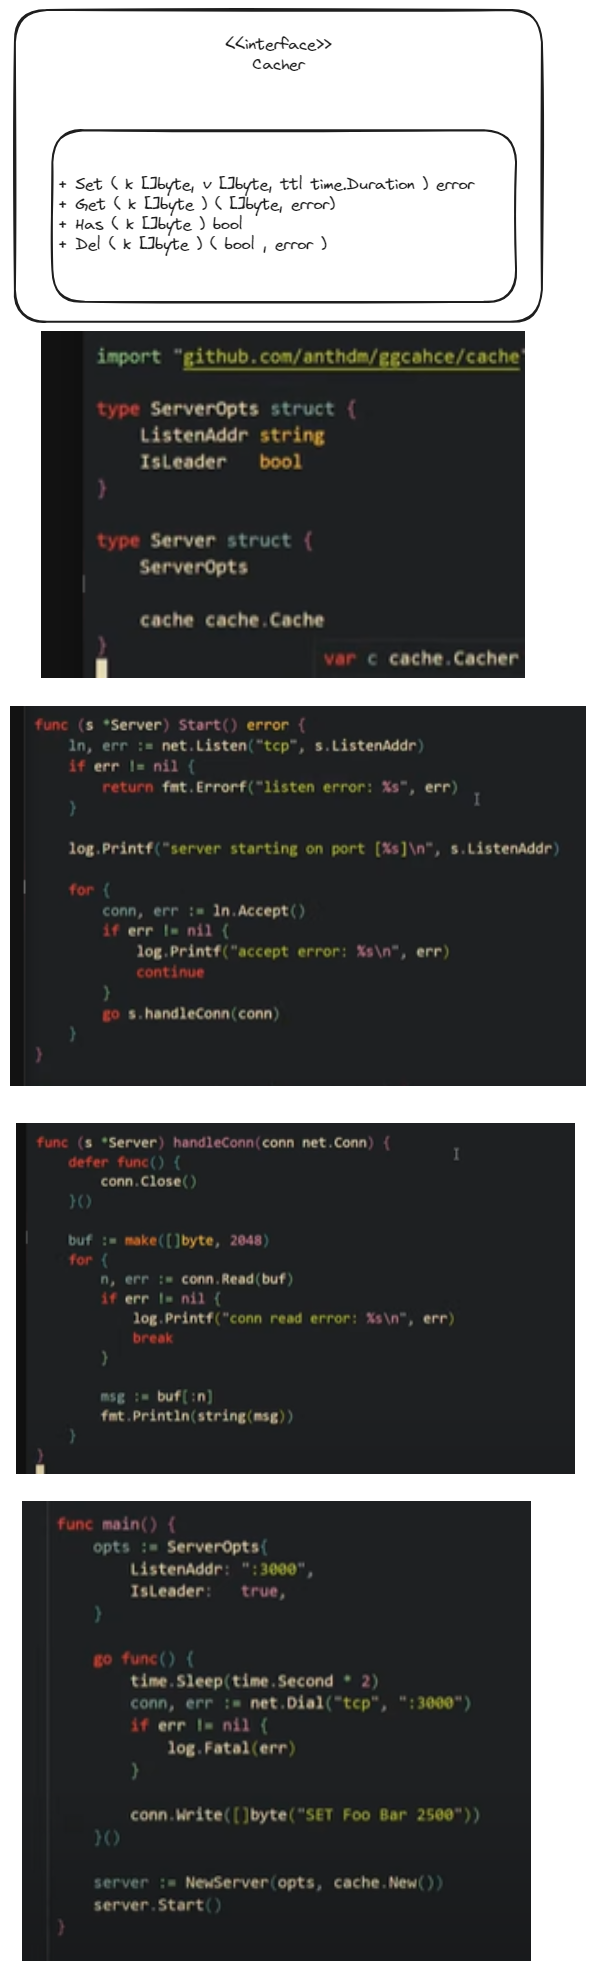 <<interface>>
Cacher
+ Set ( k []byte, v []byte, ttl time.Duration ) error
+ Get ( k []byte ) ( []byte, error)
+ Has ( k []byte ) bool
+ Del ( k []byte ) ( bool , error )
import "github.com/anthdm/ggcahce/cache"
type ServerOpts struct {
    ListenAddr string
    IsLeader   bool
}
type Server struct {
    ServerOpts
    cache cache.Cache
}
var c cache.Cacher
func (s *Server) Start() error {
    ln, err := net.Listen("tcp", s.ListenAddr)
    if err != nil {
        return fmt.Errorf("listen error: %s", err)
    }
    log.Printf("server starting on port [%s]\n", s.ListenAddr)
    for {
        conn, err := ln.Accept()
        if err != nil {
            log.Printf("accept error: %s\n", err)
            continue
        }
        go s.handleConn(conn)
    }
}
func (s *Server) handleConn(conn net.Conn) {
    defer func() {
        conn.Close()
    }()
    buf := make([]byte, 2048)
    for {
        n, err := conn.Read(buf)
        if err != nil {
            log.Printf("conn read error: %s\n", err)
            break
        }
        msg := buf[:n]
        fmt.Println(string(msg))
    }
}
func main() {
    opts := ServerOpts{
        ListenAddr: ":3000",
        IsLeader:   true,
    }
    go func() {
        time.Sleep(time.Second * 2)
        conn, err := net.Dial("tcp", ":3000")
        if err != nil {
            log.Fatal(err)
        }
        conn.Write([]byte("SET Foo Bar 2500"))
    }()
    server := NewServer(opts, cache.New())
    server.Start()
}